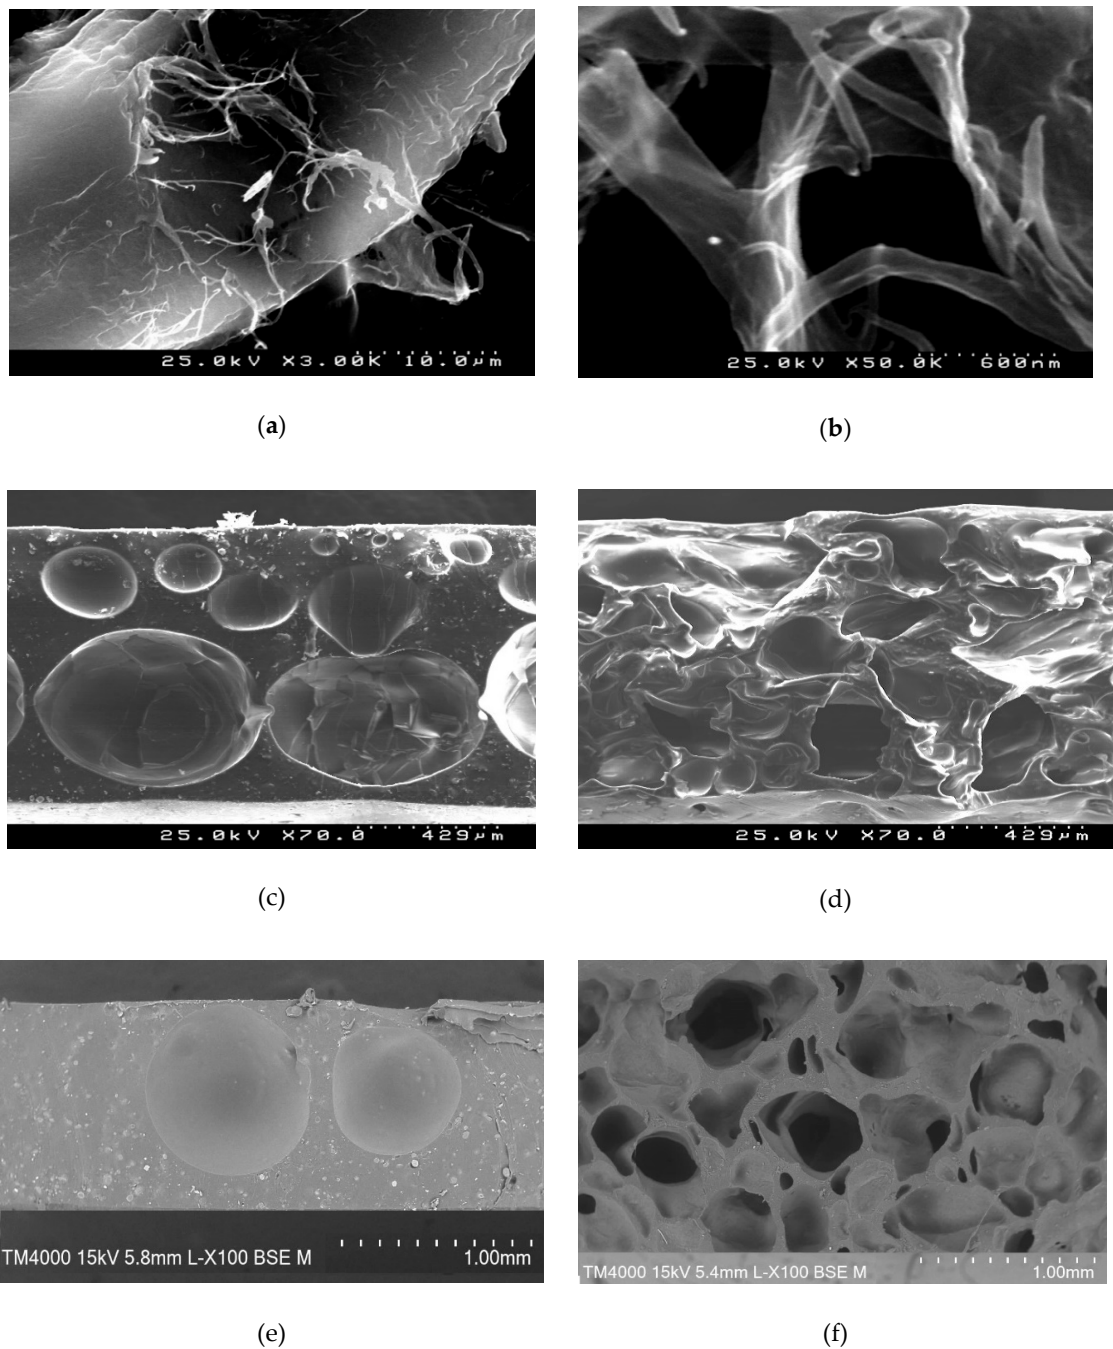 25.0kV X3.00K 10.0µm
25.0kV X50.0K 600nm
(a)
(b)
25.0kV X70.0 429µm
25.0kV X70.0 429µm
(c)
(d)
TM4000 15kV 5.8mm L-X100 BSE M 1.00mm
TM4000 15kV 5.4mm L-X100 BSE M 1.00mm
(e)
(f)